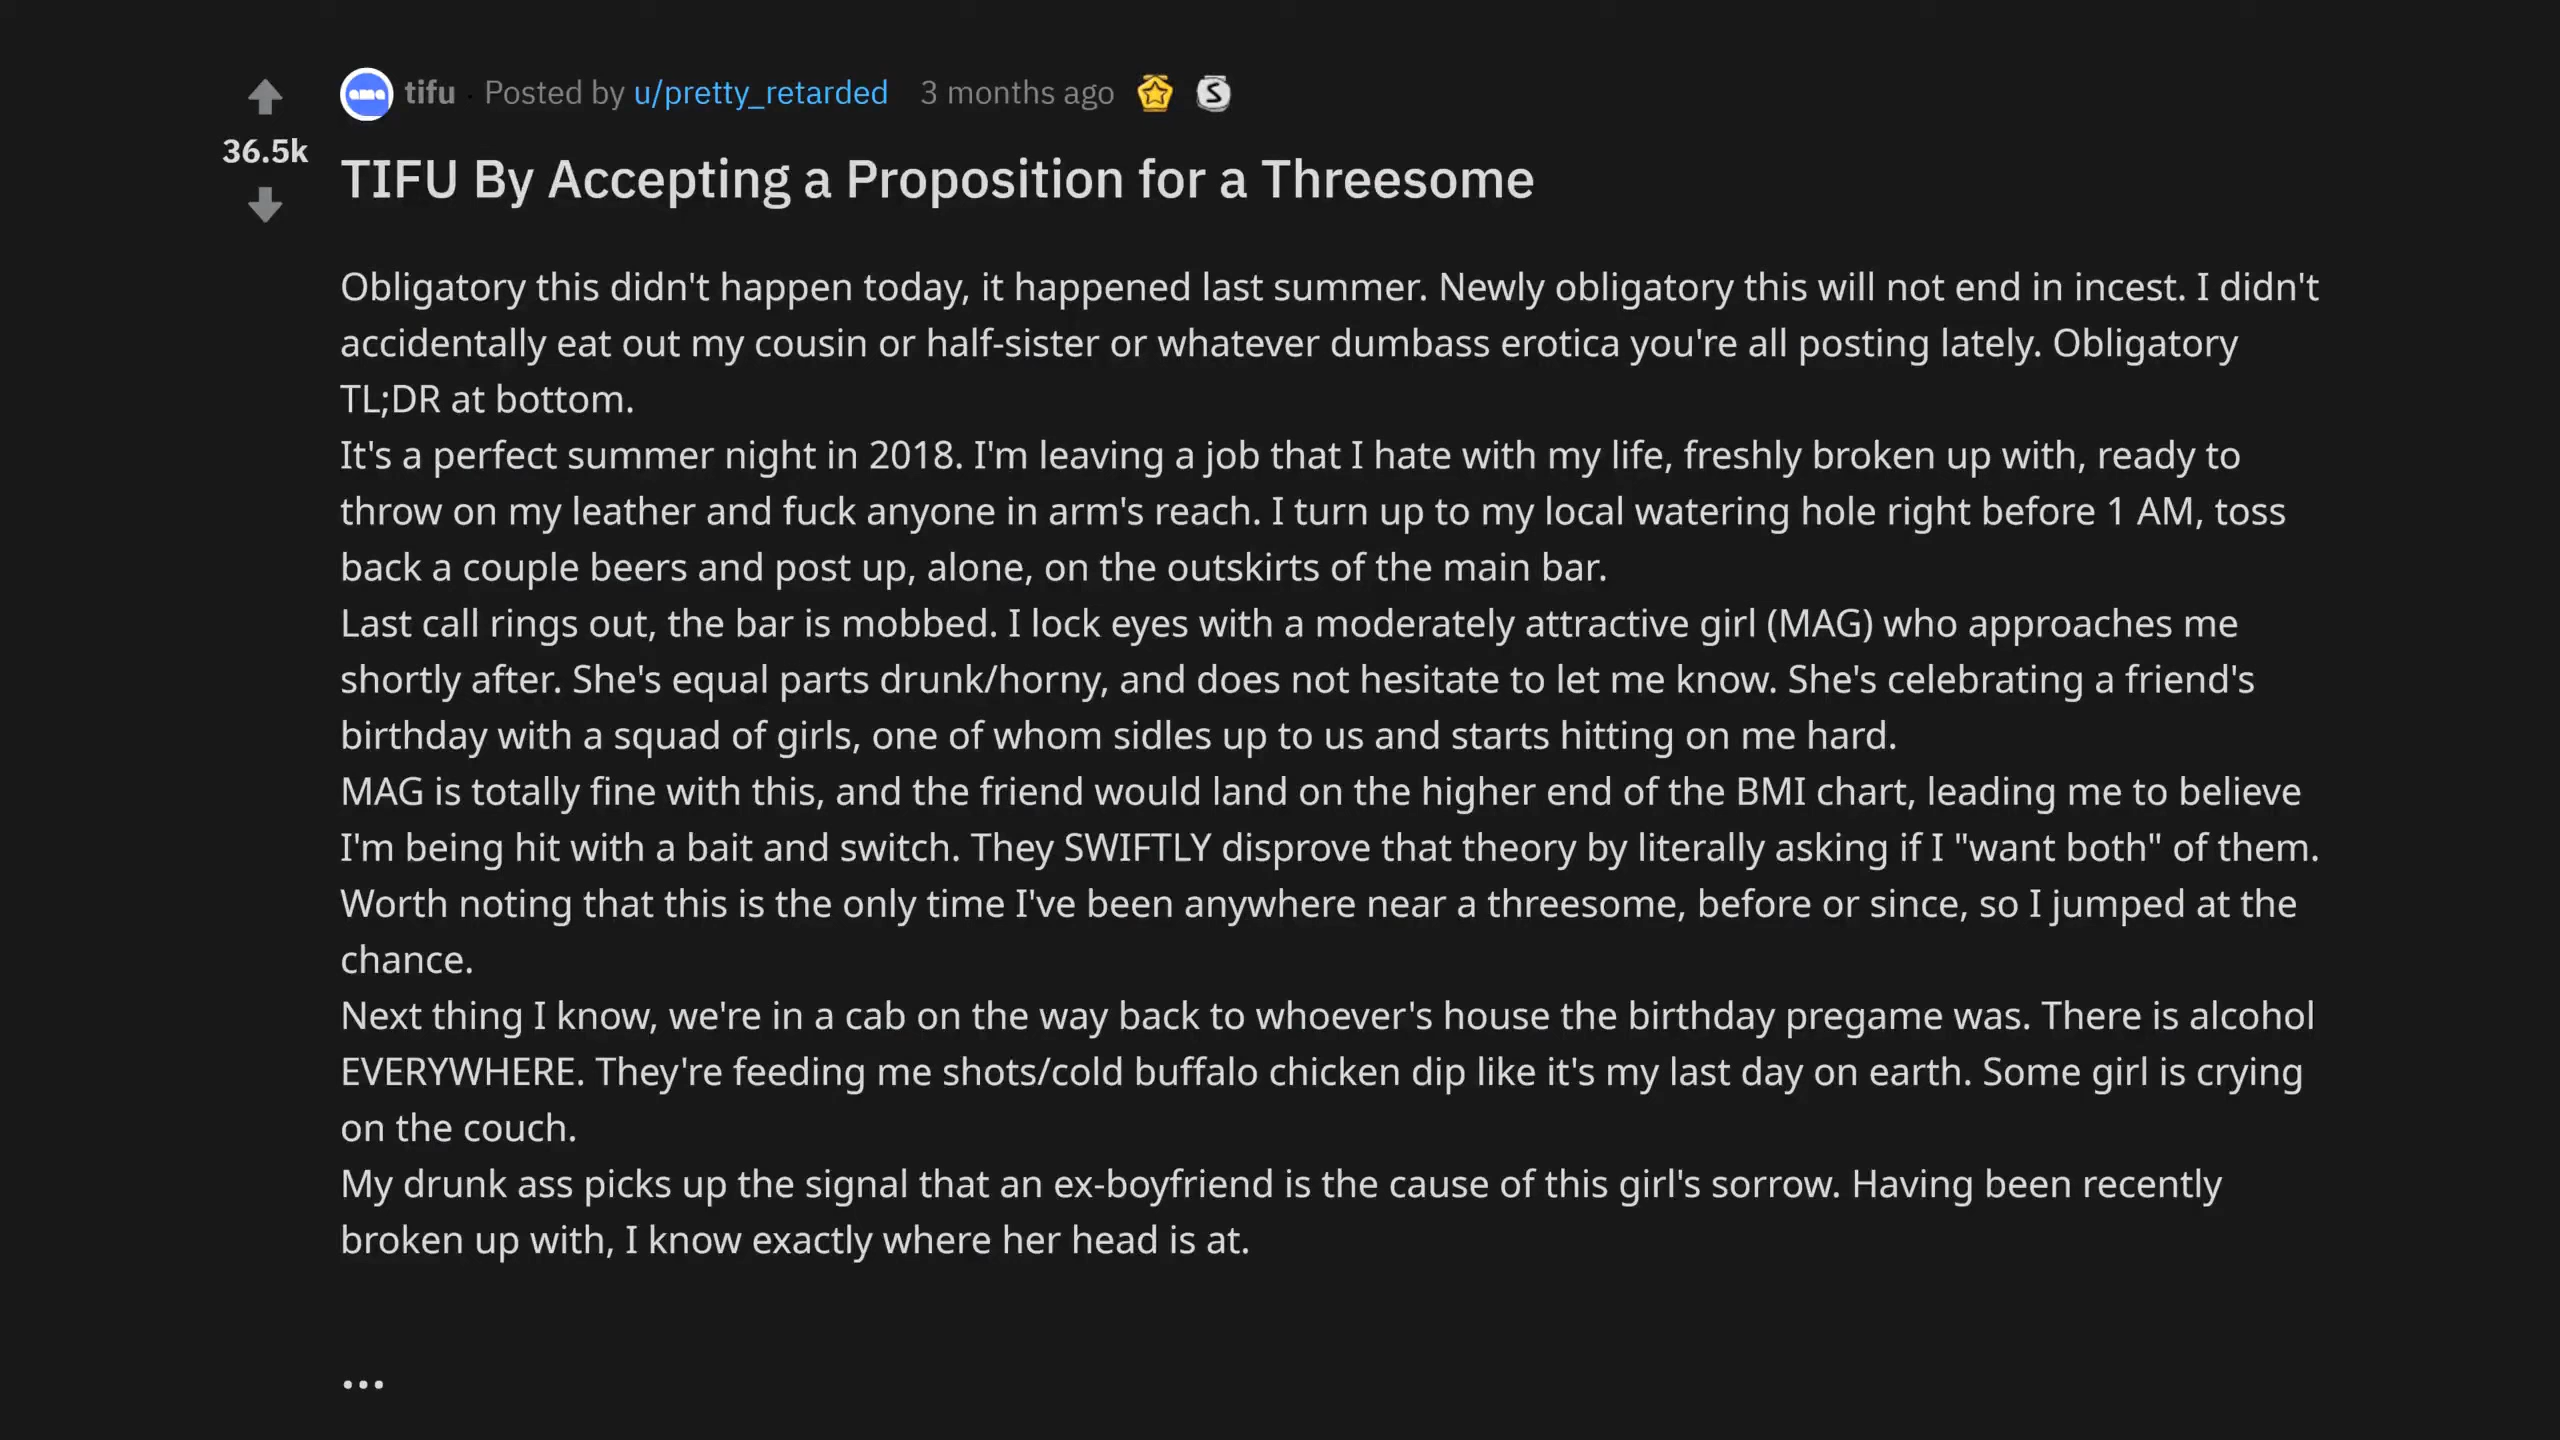 tifu · Posted by u/pretty_retarded 3 months ago
36.5k
TIFU By Accepting a Proposition for a Threesome
Obligatory this didn't happen today, it happened last summer. Newly obligatory this will not end in incest. I didn't
accidentally eat out my cousin or half-sister or whatever dumbass erotica you're all posting lately. Obligatory
TL;DR at bottom.
It's a perfect summer night in 2018. I'm leaving a job that I hate with my life, freshly broken up with, ready to
throw on my leather and fuck anyone in arm's reach. I turn up to my local watering hole right before 1 AM, toss
back a couple beers and post up, alone, on the outskirts of the main bar.
Last call rings out, the bar is mobbed. I lock eyes with a moderately attractive girl (MAG) who approaches me
shortly after. She's equal parts drunk/horny, and does not hesitate to let me know. She's celebrating a friend's
birthday with a squad of girls, one of whom sidles up to us and starts hitting on me hard.
MAG is totally fine with this, and the friend would land on the higher end of the BMI chart, leading me to believe
I'm being hit with a bait and switch. They SWIFTLY disprove that theory by literally asking if I "want both" of them.
Worth noting that this is the only time I've been anywhere near a threesome, before or since, so I jumped at the
chance.
Next thing I know, we're in a cab on the way back to whoever's house the birthday pregame was. There is alcohol
EVERYWHERE. They're feeding me shots/cold buffalo chicken dip like it's my last day on earth. Some girl is crying
on the couch.
My drunk ass picks up the signal that an ex-boyfriend is the cause of this girl's sorrow. Having been recently
broken up with, I know exactly where her head is at.
...